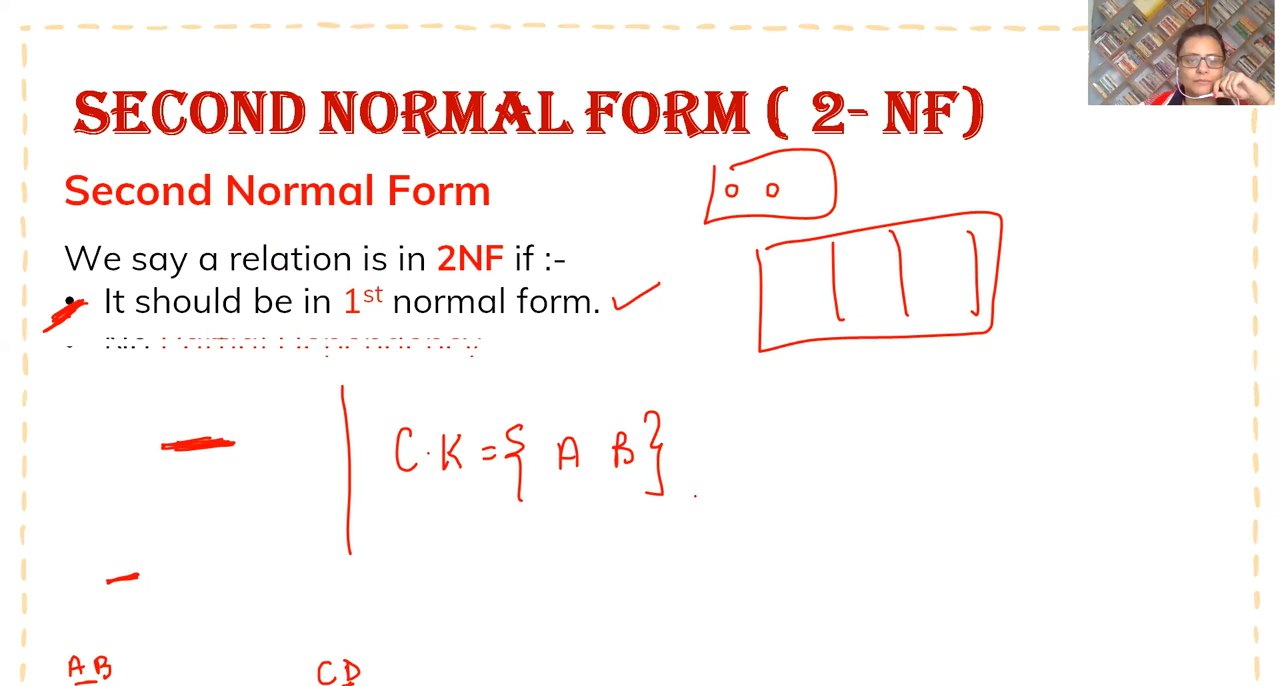 SECOND NORMAL FORM ( 2- NF)
Second Normal Form
We say a relation is in 2NF if :-
• It should be in 1st normal form.
C.K = { A B }
AB CD